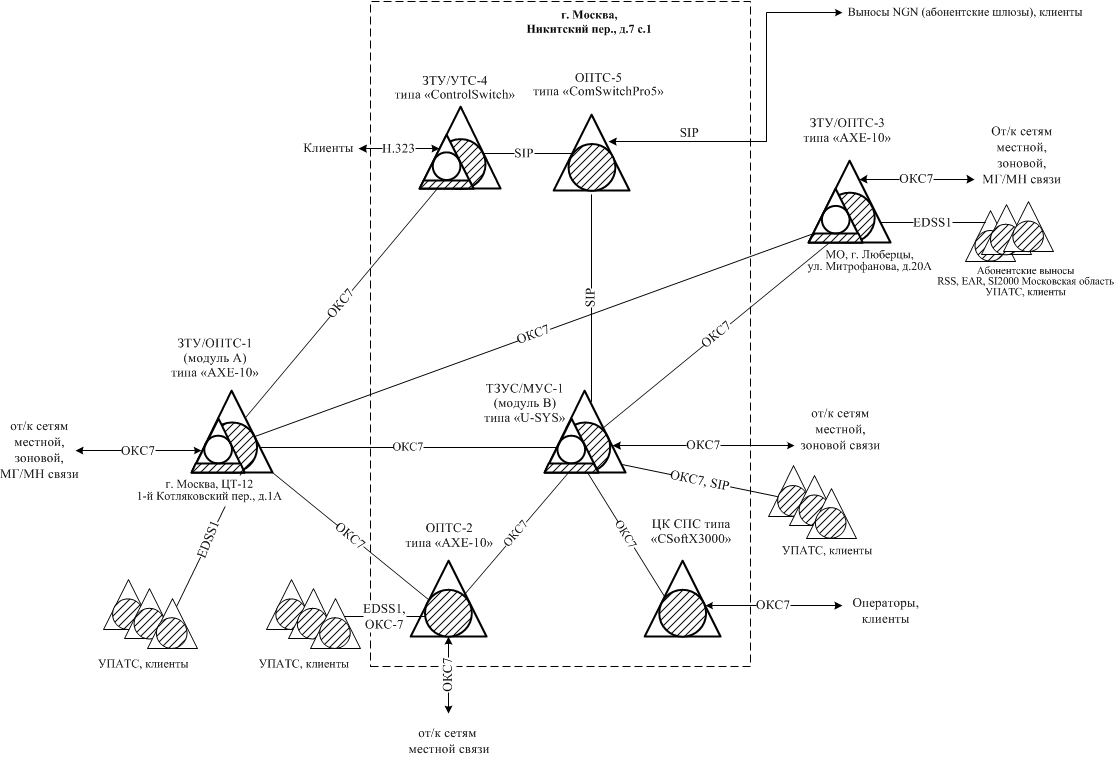 г. Москва,
Никитский пер., д.7 с.1
Выносы NGN (абонентские шлюзы), клиенты
ЗТУ/УТС-4
типа «ControlSwitch»
ОПТС-5
типа «ComSwitchPro5»
SIP
ЗТУ/ОПТС-3
типа «AXE-10»
От/к сетям
местной,
зоновой,
МГ/МН связи
Клиенты
H.323
SIP
ОКС7
EDSS1
МО, г. Люберцы,
ул. Митрофанова, д.20А
Абонентские выносы
RSS, EAR, SI2000 Московская область
УПАТС, клиенты
ОКС7
SIP
ОКС7
ОКС7
ЗТУ/ОПТС-1
(модуль А)
типа «AXE-10»
ТЗУС/МУС-1
(модуль В)
типа «U-SYS»
от/к сетям
местной,
зоновой,
МГ/МН связи
ОКС7
ОКС7
ОКС7
от/к сетям
местной,
зоновой связи
г. Москва, ЦТ-12
1-й Котляковский пер., д.1А
ОКС7, SIP
УПАТС, клиенты
EDSS1
ОКС7
ОПТС-2
типа «AXE-10»
ОКС7
ОКС7
ЦК СПС типа
«CSoftX3000»
EDSS1,
ОКС-7
ОКС7
Операторы,
клиенты
УПАТС, клиенты
УПАТС, клиенты
ОКС7
от/к сетям
местной связи